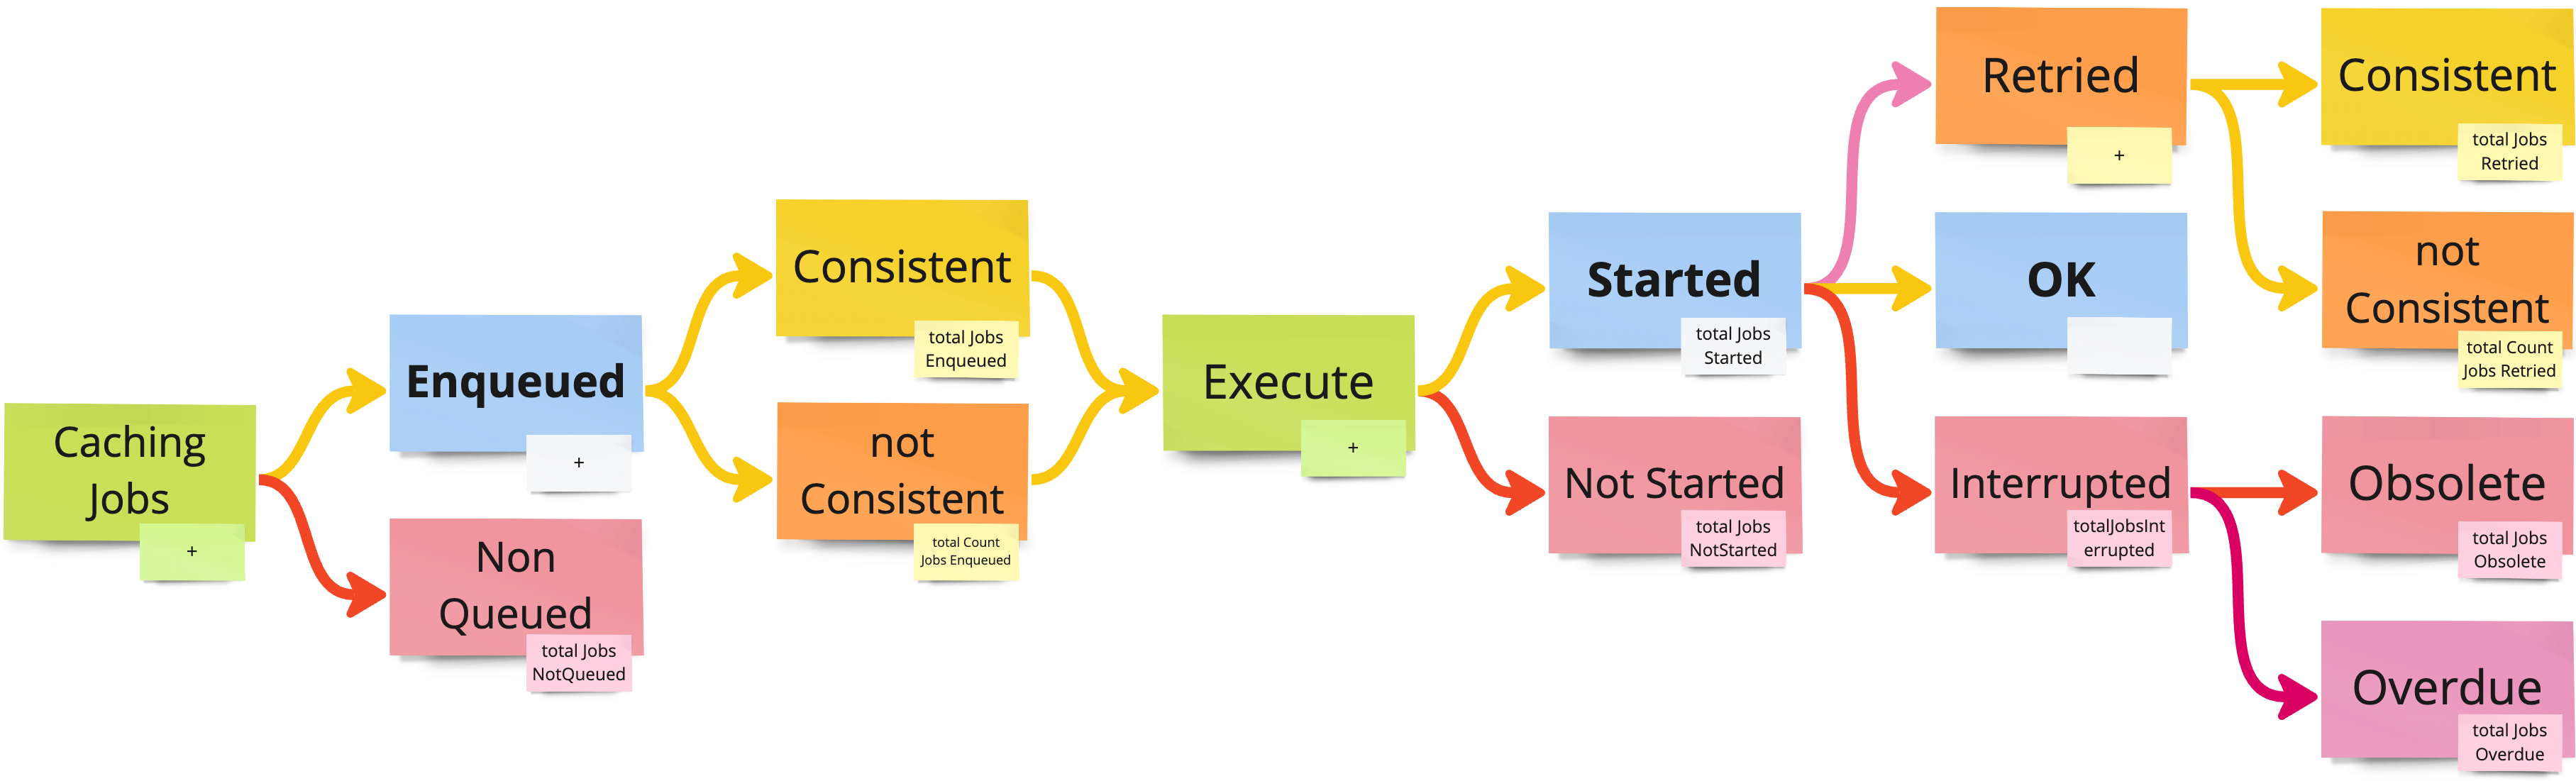 Caching
Jobs
+
Enqueued
+
Non
Queued
total Jobs
NotQueued
Consistent
total Jobs
Enqueued
not
Consistent
total Count
Jobs Enqueued
Execute
+
Started
total Jobs
Started
Not Started
total Jobs
NotStarted
Retried
+
OK
Interrupted
totalJobsInt
errupted
Consistent
total Jobs
Retried
not
Consistent
total Count
Jobs Retried
Obsolete
total Jobs
Obsolete
Overdue
total Jobs
Overdue